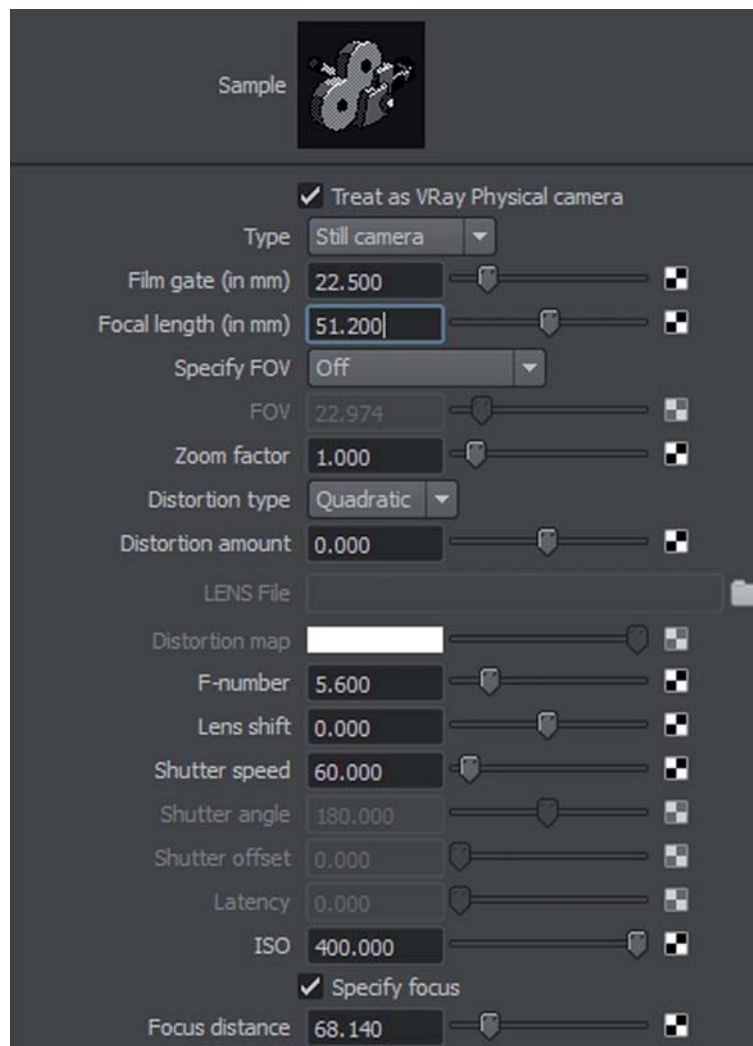 Sample
Treat as VRay Physical camera
Type Still camera
Film gate (in mm) 22.500
Focal length (in mm) 51.200
Specify FOV Off
FOV 22.974
Zoom factor 1.000
Distortion type Quadratic
Distortion amount 0.000
LENS File
Distortion map
F-number 5.600
Lens shift 0.000
Shutter speed 60.000
Shutter angle 180.000
Shutter offset 0.000
Latency 0.000
ISO 400.000
Specify focus
Focus distance 68.140